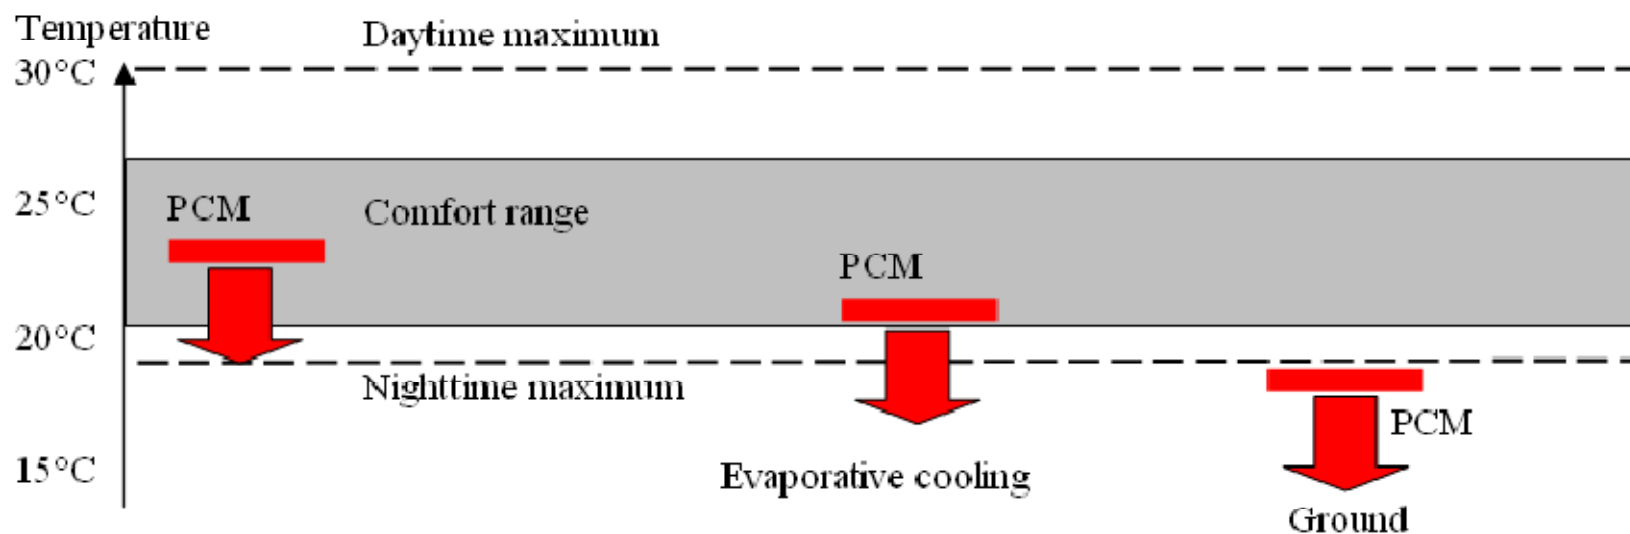 Temperature
Daytime maximum
30°C
25°C
PCM
Comfort range
PCM
20°C
Nighttime maximum
PCM
15°C
Evaporative cooling
Ground